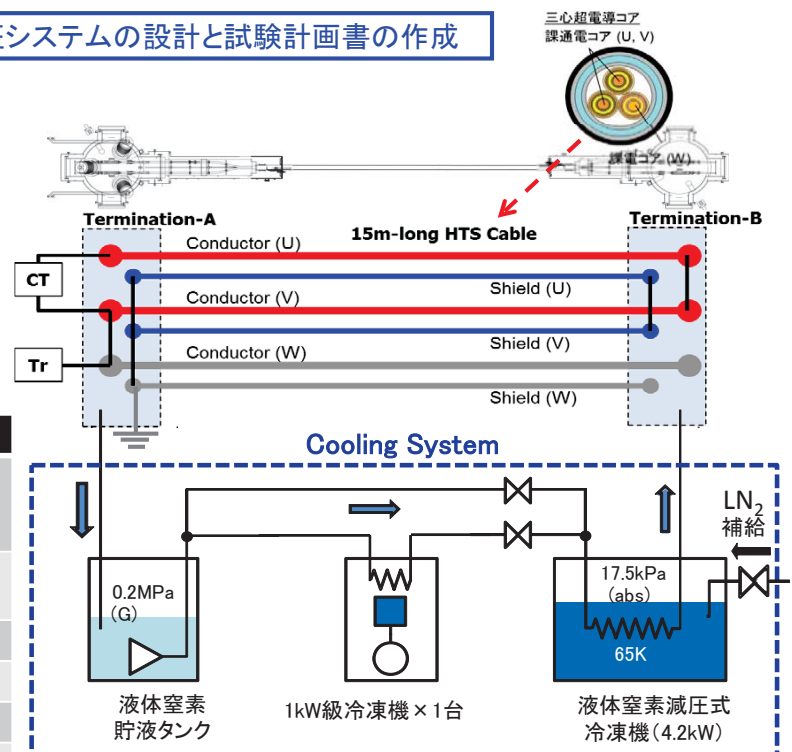 システムの設計と試験計画書の作成
三心超電導コア
課通電コア (U, V)
課電コア (W)
Termination-A
Termination-B
15m-long HTS Cable
Conductor (U)
Shield (U)
CT
Conductor (V)
Shield (V)
Tr
Conductor (W)
Shield (W)
Cooling System
LN2
補給
0.2MPa
(G)
17.5kPa
(abs)
65K
液体窒素
貯液タンク
1kW級冷凍機×1台
液体窒素減圧式
冷凍機(4.2kW)